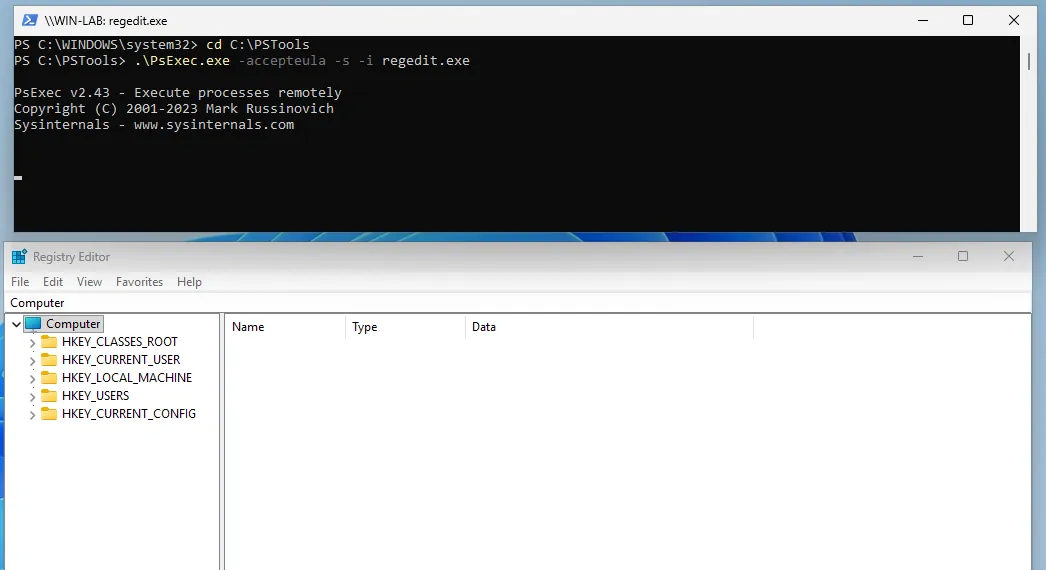 \\WIN-LAB: regedit.exe
PS C:\WINDOWS\system32> cd C:\PSTools
PS C:\PSTools> .\PsExec.exe -accepteula -s -i regedit.exe
PsExec v2.43 - Execute processes remotely
Copyright (C) 2001-2023 Mark Russinovich
Sysinternals - www.sysinternals.com
Registry Editor
File Edit View Favorites Help
Computer
Computer
Name Type Data
HKEY_CLASSES_ROOT
HKEY_CURRENT_USER
HKEY_LOCAL_MACHINE
HKEY_USERS
HKEY_CURRENT_CONFIG